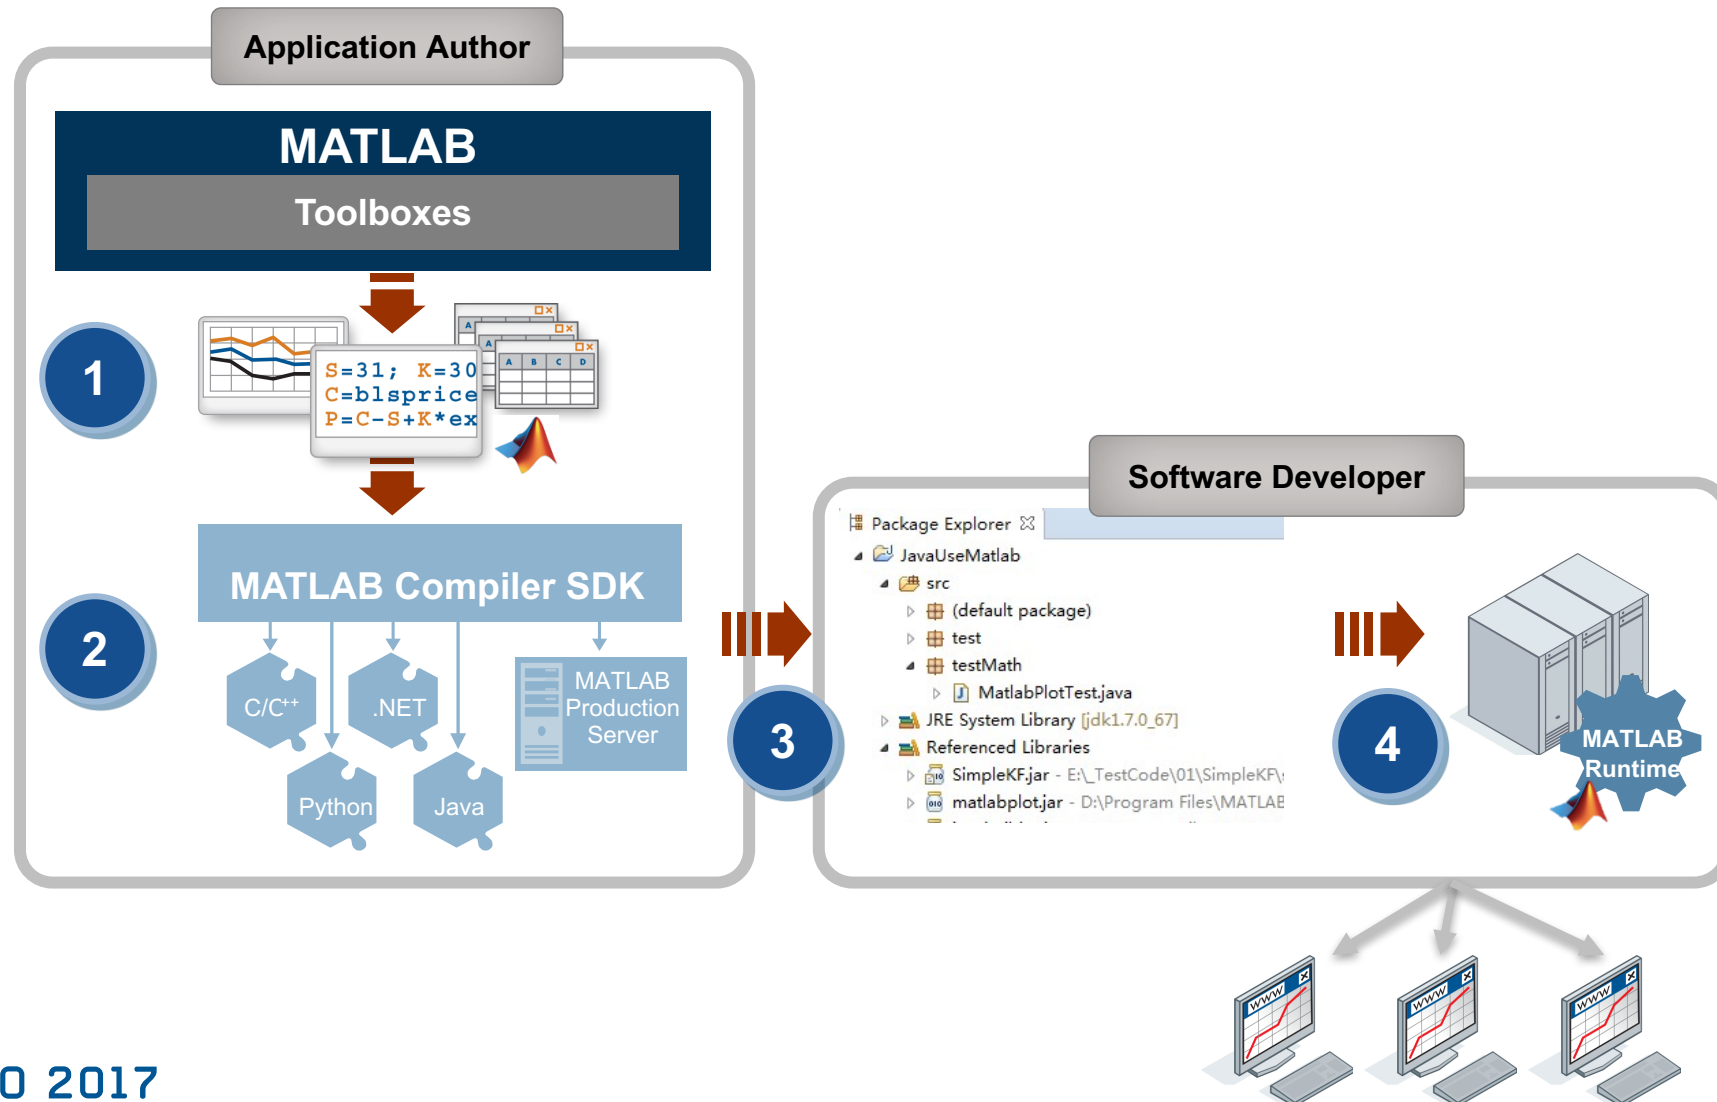 Application Author
MATLAB
Toolboxes
1
S=31; K=30
C=blsprice
P=C-S+K*ex
A
A
A B C D
MATLAB Compiler SDK
2
C/C++
.NET
Python
Java
MATLAB
Production
Server
3
Software Developer
Package Explorer
JavaUseMatlab
src
(default package)
test
testMath
MatlabPlotTest.java
JRE System Library [jdk1.7.0_67]
Referenced Libraries
SimpleKF.jar - E:\_TestCode\01\SimpleKF\
matlabplot.jar - D:\Program Files\MATLAB
4
MATLAB
Runtime
WWW
WWW
WWW
O 2017